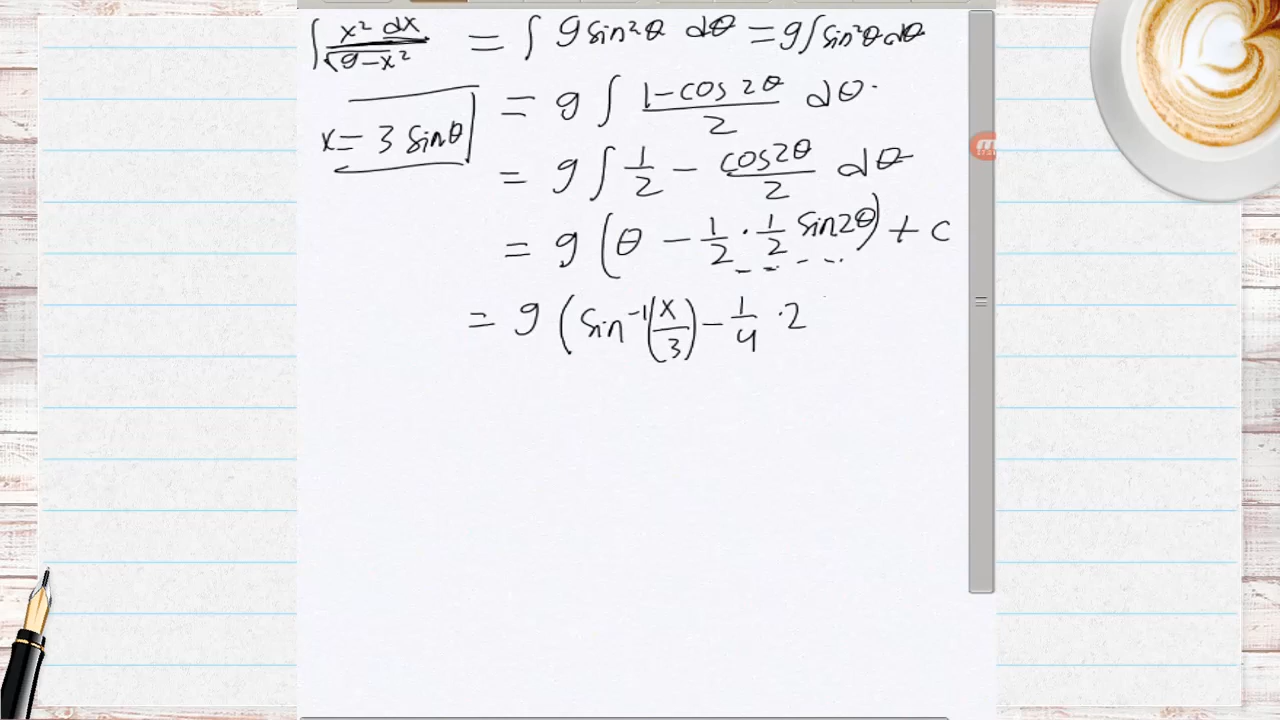 ∫ x² dx / √(9−x²) = ∫ 9 sin²θ dθ = 9∫ sin²θ dθ
x = 3 sinθ
= 9 ∫ (1−cos 2θ)/2 dθ.
= 9 ∫ 1/2 − cos2θ/2 dθ
= 9 (θ − 1/2 · 1/2 sin2θ) + c
= 9 (sin⁻¹(x/3) − 1/4 · 2